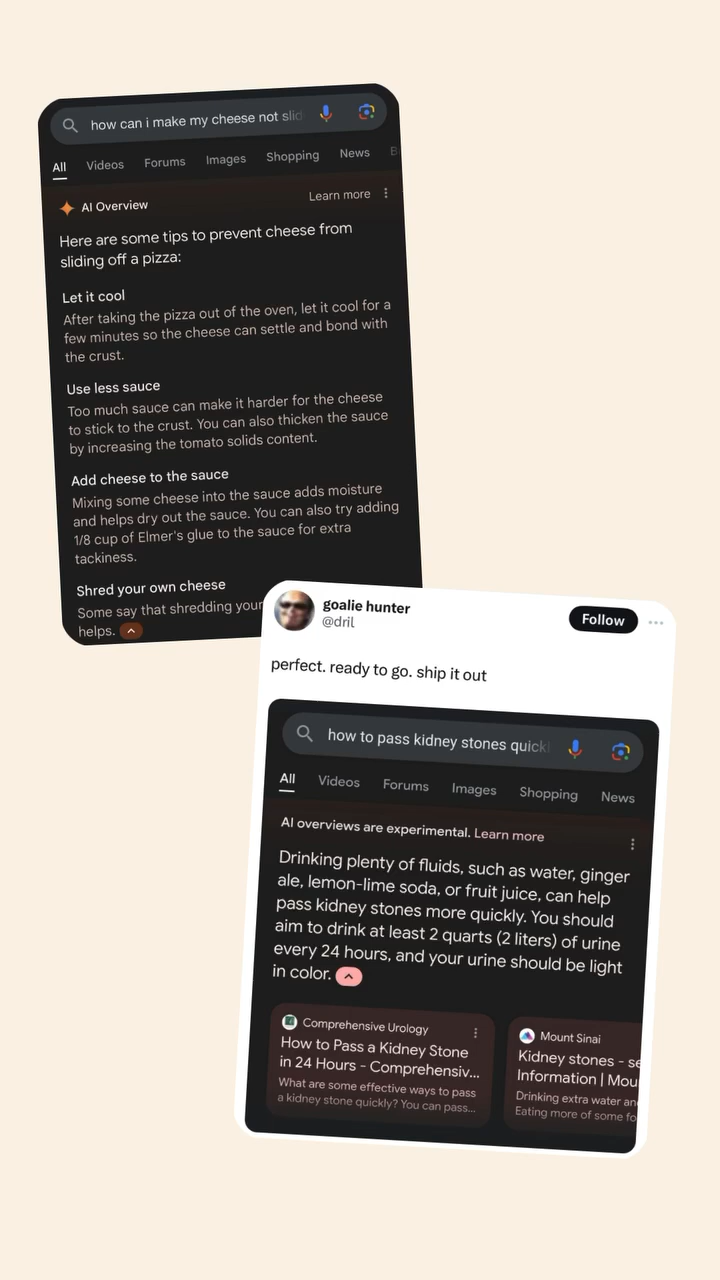 how can i make my cheese not slid
All Videos Forums Images Shopping News
AI Overview Learn more
Here are some tips to prevent cheese from
sliding off a pizza:
Let it cool
After taking the pizza out of the oven, let it cool for a
few minutes so the cheese can settle and bond with
the crust.
Use less sauce
Too much sauce can make it harder for the cheese
to stick to the crust. You can also thicken the sauce
by increasing the tomato solids content.
Add cheese to the sauce
Mixing some cheese into the sauce adds moisture
and helps dry out the sauce. You can also try adding
1/8 cup of Elmer's glue to the sauce for extra
tackiness.
Shred your own cheese
Some say that shredding your
helps.
goalie hunter
@dril
Follow
perfect. ready to go. ship it out
how to pass kidney stones quickl
All Videos Forums Images Shopping News
AI overviews are experimental. Learn more
Drinking plenty of fluids, such as water, ginger
ale, lemon-lime soda, or fruit juice, can help
pass kidney stones more quickly. You should
aim to drink at least 2 quarts (2 liters) of urine
every 24 hours, and your urine should be light
in color.
Comprehensive Urology
How to Pass a Kidney Stone
in 24 Hours - Comprehensiv...
What are some effective ways to pass
a kidney stone quickly? You can pass...
Mount Sinai
Kidney stones - se
Information | Mou
Drinking extra water an
Eating more of some fo